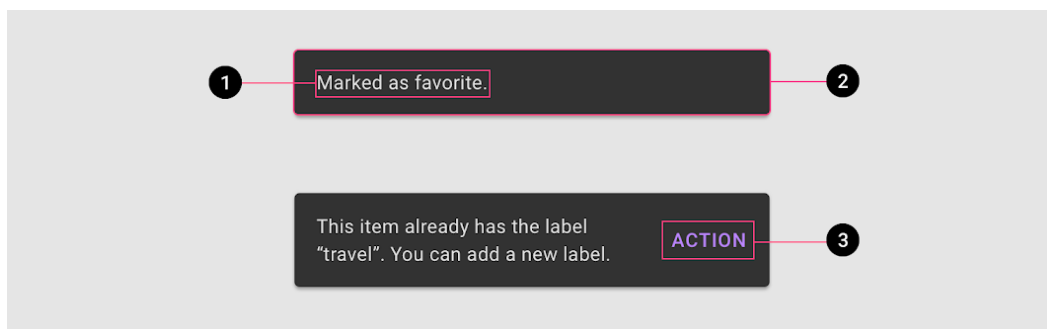 1
Marked as favorite.
2
This item already has the label
“travel”. You can add a new label.
ACTION
3